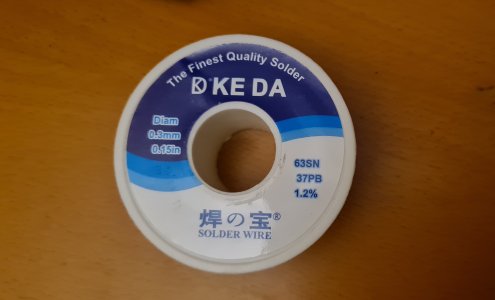 The Finest Quality Solder
DK KE DA
Diam
0.3mm
0.15in
63SN
37PB
1.2%
焊の宝®
SOLDER WIRE